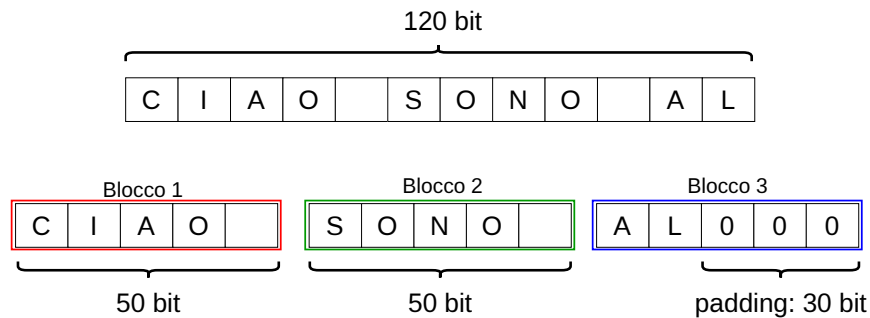 120 bit
C I A O S O N O A L
Blocco 1 Blocco 2 Blocco 3
C I A O S O N O A L 0 0 0
50 bit 50 bit padding: 30 bit